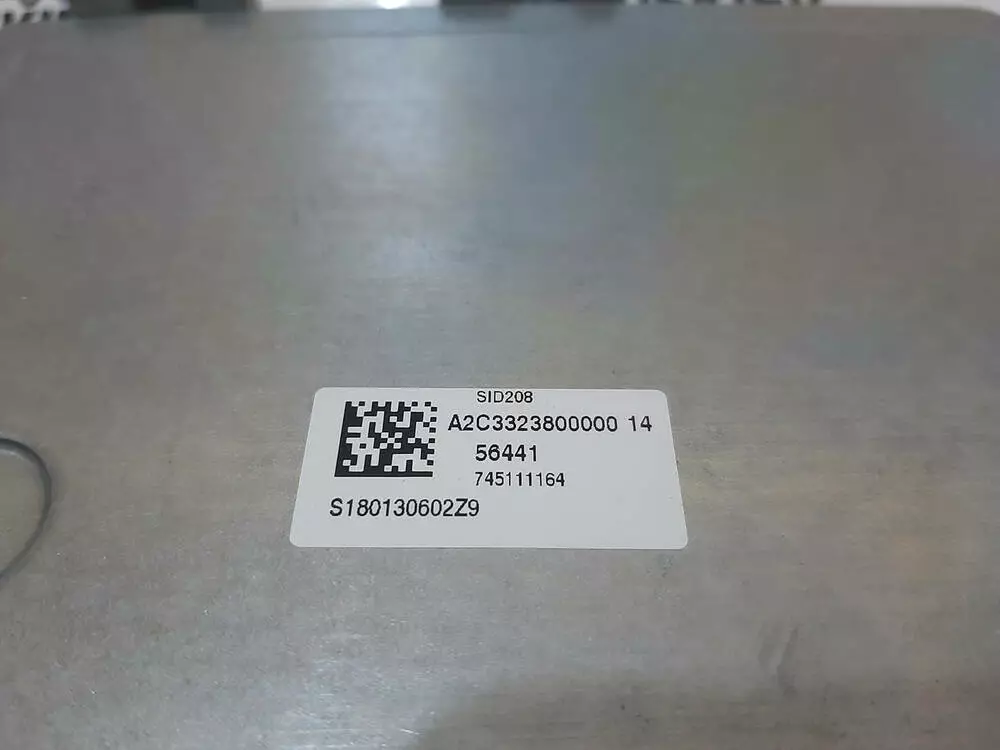 SID208
A2C3323800000 14
56441
745111164
S180130602Z9